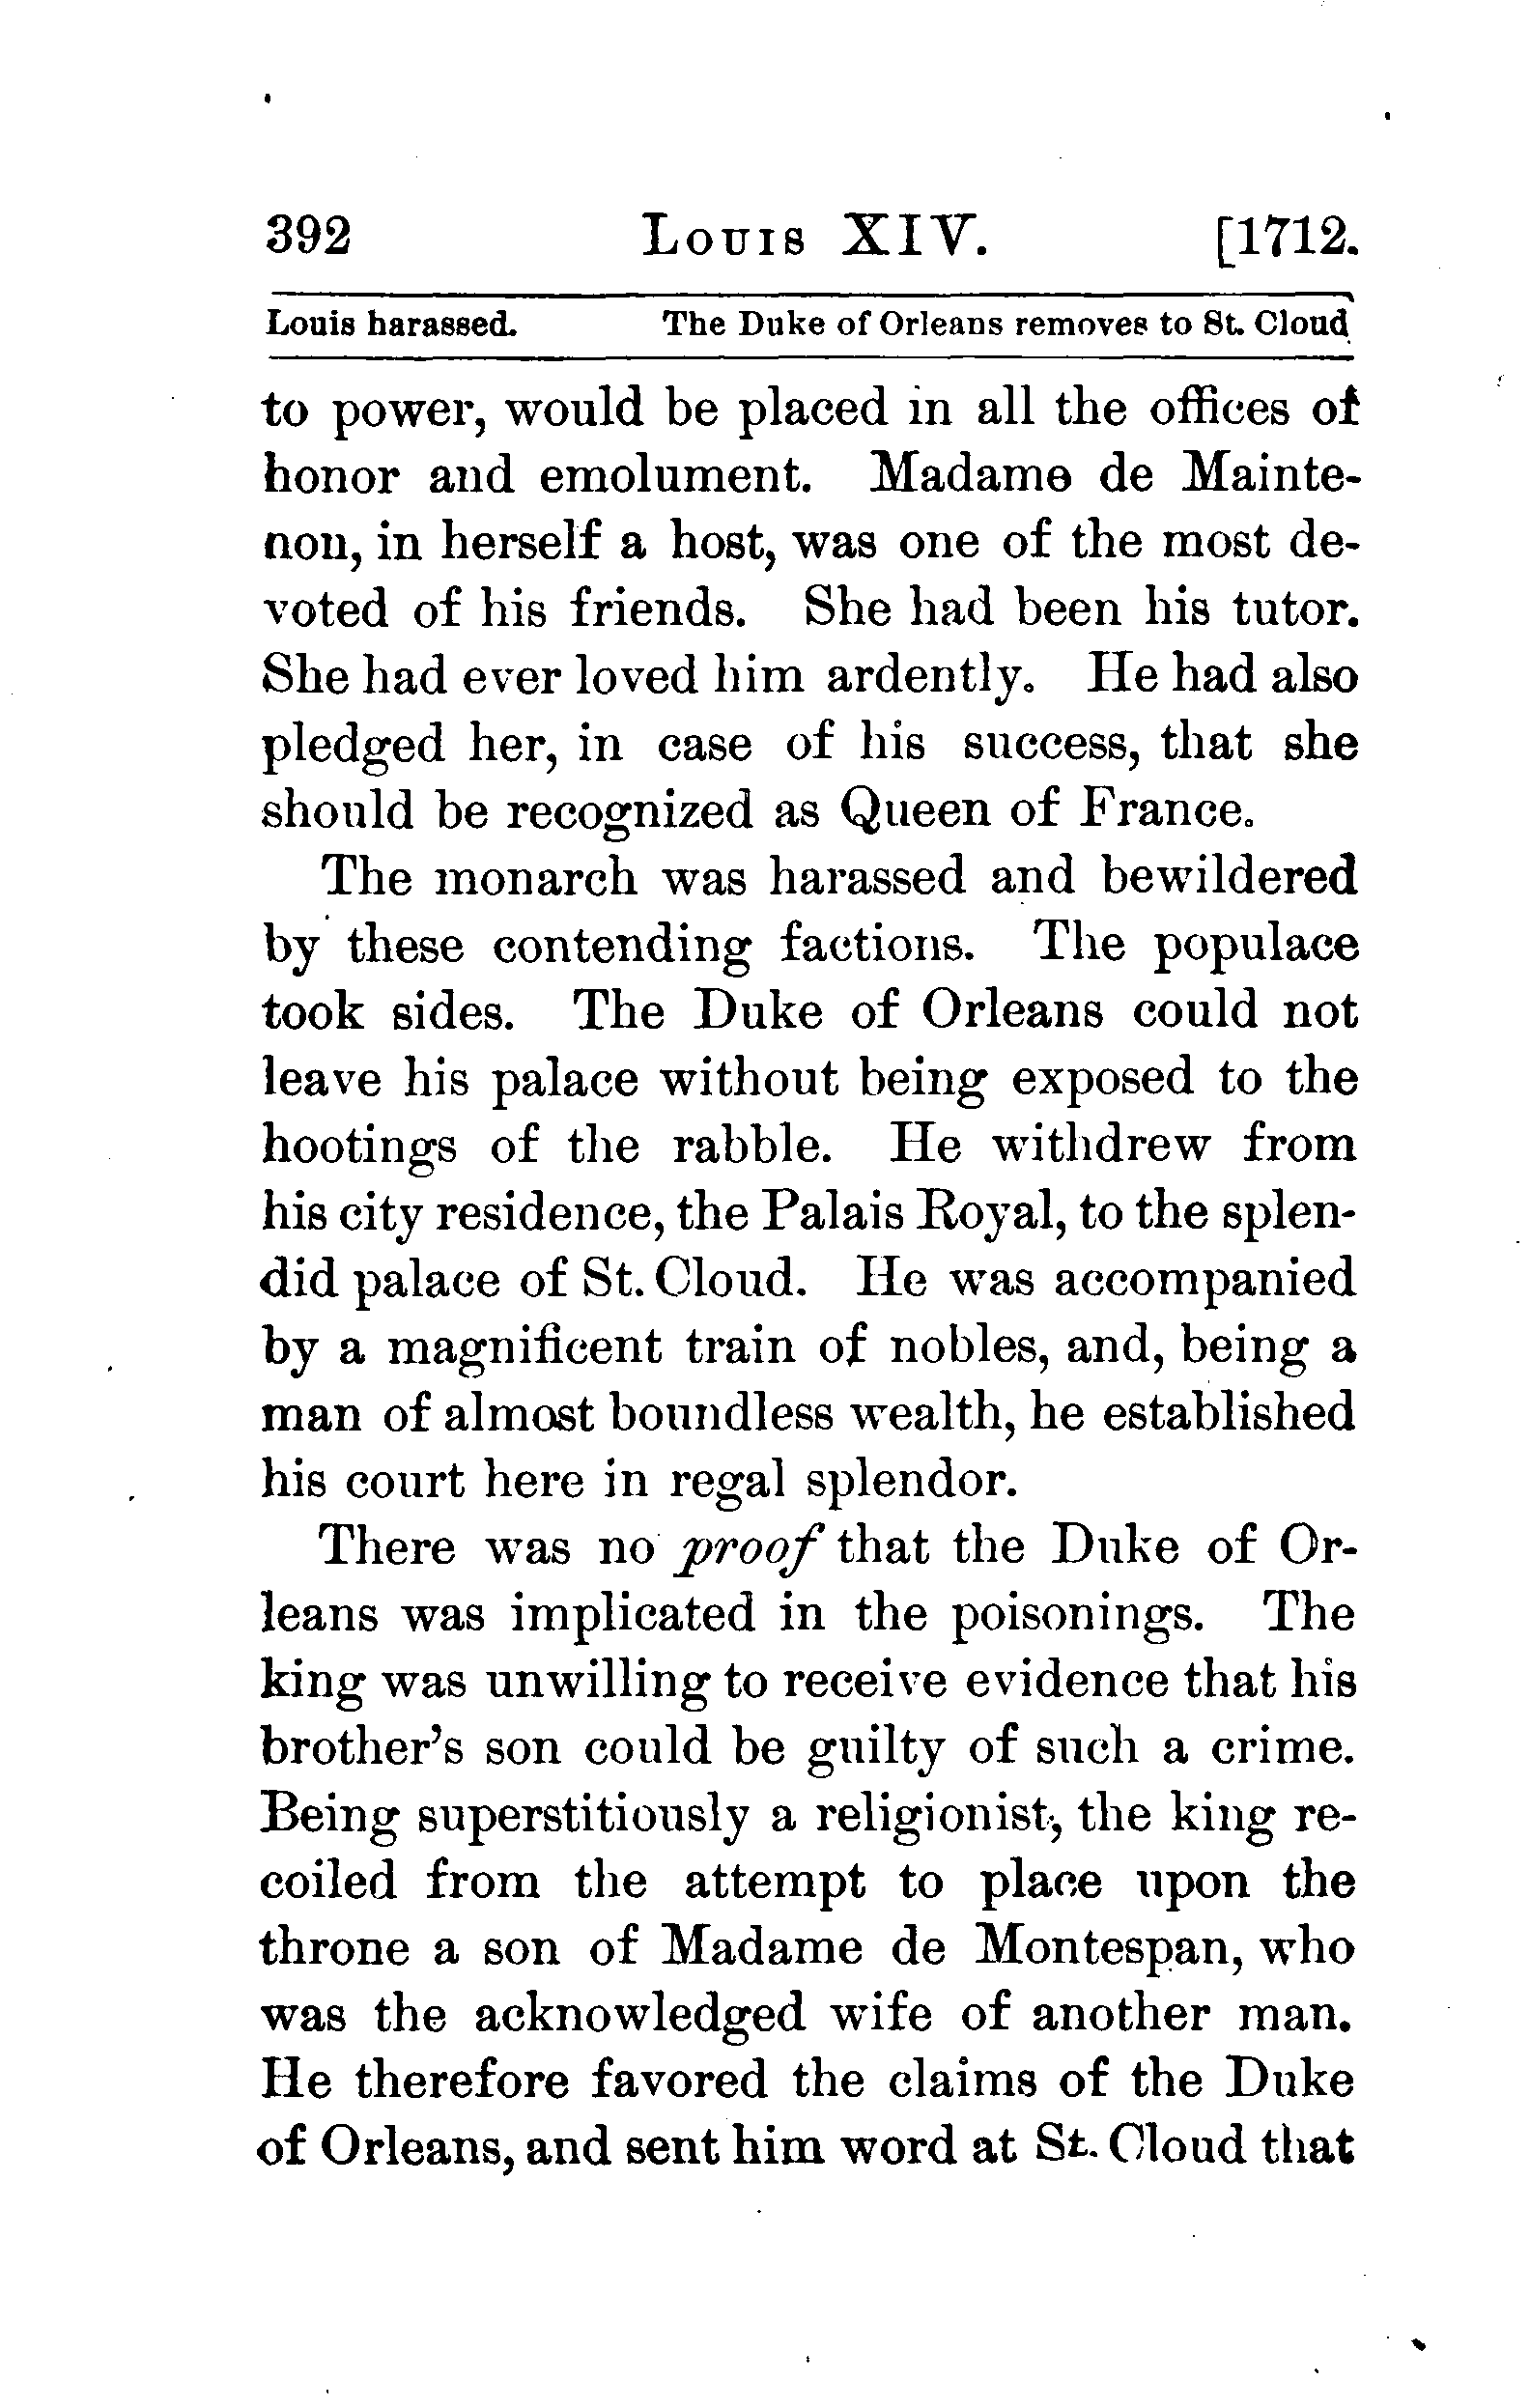 392 Louis XIV. [1712.
Louis harassed. The Duke of Orleans removes to St. Cloud
to power, would be placed in all the offices of
honor and emolument. Madame de Mainte-
non, in herself a host, was one of the most de-
voted of his friends. She had been his tutor.
She had ever loved him ardently. He had also
pledged her, in case of his success, that she
should be recognized as Queen of France.
The monarch was harassed and bewildered
by these contending factions. The populace
took sides. The Duke of Orleans could not
leave his palace without being exposed to the
hootings of the rabble. He withdrew from
his city residence, the Palais Royal, to the splen-
did palace of St. Cloud. He was accompanied
by a magnificent train of nobles, and, being a
man of almost boundless wealth, he established
his court here in regal splendor.
There was no proof that the Duke of Or-
leans was implicated in the poisonings. The
king was unwilling to receive evidence that his
brother's son could be guilty of such a crime.
Being superstitiously a religionist, the king re-
coiled from the attempt to place upon the
throne a son of Madame de Montespan, who
was the acknowledged wife of another man.
He therefore favored the claims of the Duke
of Orleans, and sent him word at St. Cloud that